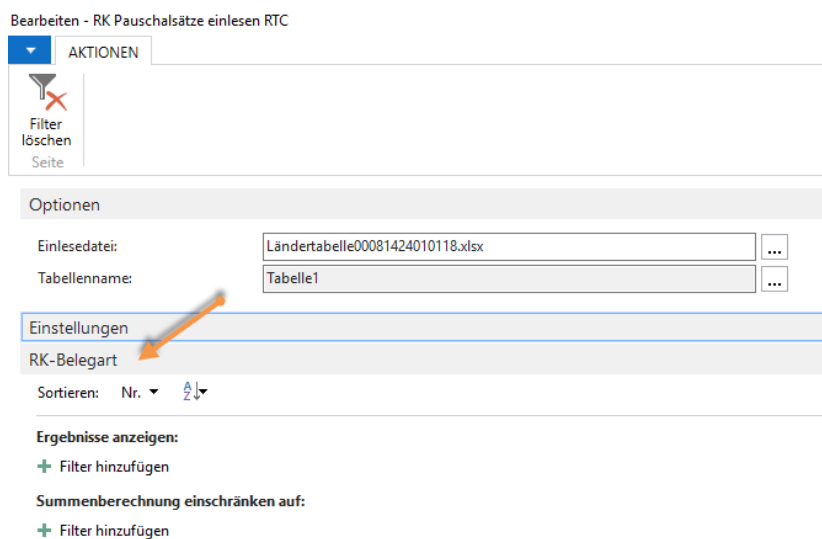 Bearbeiten - RK Pauschalsätze einlesen RTC
AKTIONEN
Filter
löschen
Seite
Optionen
Einlesedatei: Ländertabelle00081424010118.xlsx ...
Tabellenname: Tabelle1 ...
Einstellungen
RK-Belegart
Sortieren: Nr. AZ
Ergebnisse anzeigen:
Filter hinzufügen
Summenberechnung einschränken auf:
Filter hinzufügen